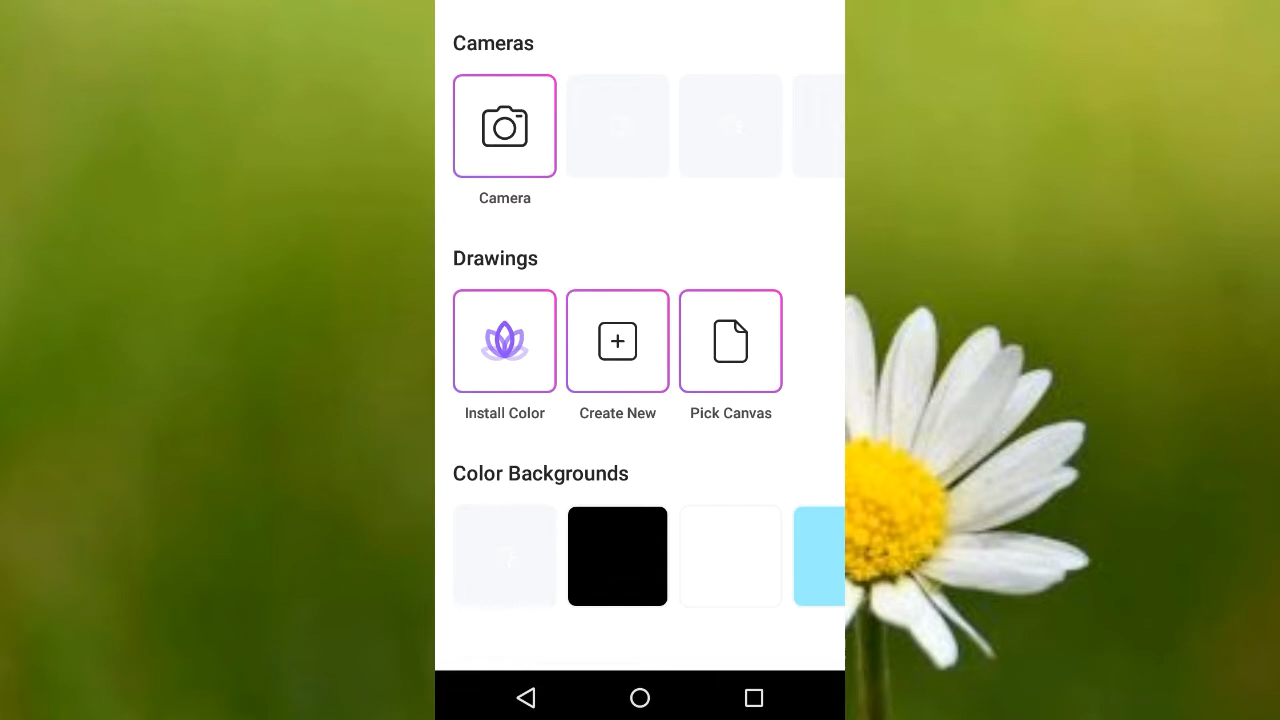 Cameras
Camera
Drawings
Install Color
Create New
Pick Canvas
Color Backgrounds